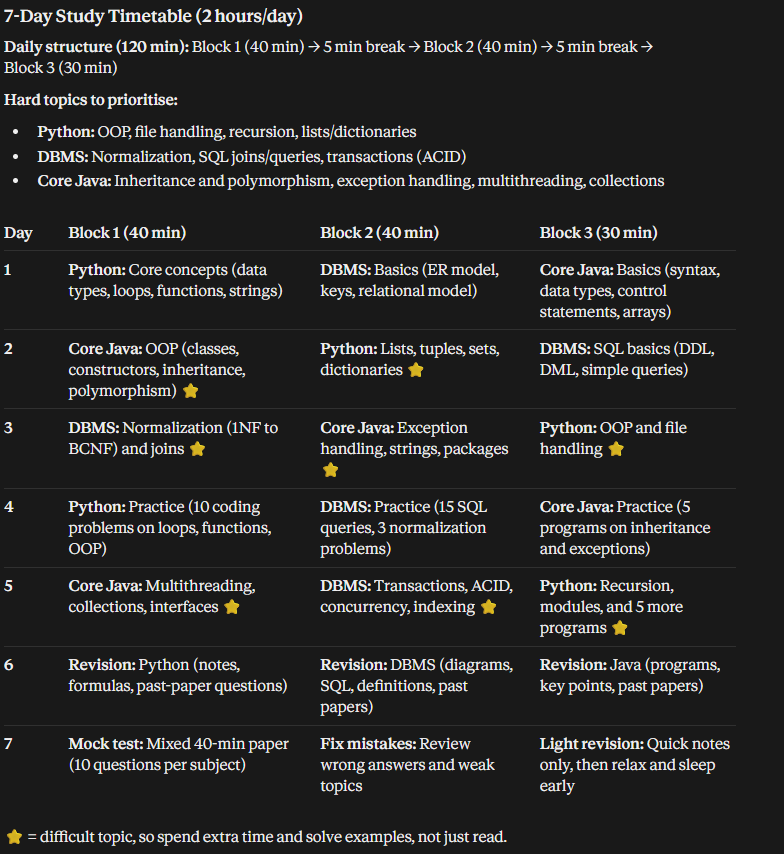 7-Day Study Timetable (2 hours/day)
Daily structure (120 min): Block 1 (40 min) → 5 min break → Block 2 (40 min) → 5 min break →
Block 3 (30 min)
Hard topics to prioritise:
• Python: OOP, file handling, recursion, lists/dictionaries
• DBMS: Normalization, SQL joins/queries, transactions (ACID)
• Core Java: Inheritance and polymorphism, exception handling, multithreading, collections
Day Block 1 (40 min) Block 2 (40 min) Block 3 (30 min)
1 Python: Core concepts (data DBMS: Basics (ER model, Core Java: Basics (syntax,
types, loops, functions, strings) keys, relational model) data types, control
statements, arrays)
2 Core Java: OOP (classes, Python: Lists, tuples, sets, DBMS: SQL basics (DDL,
constructors, inheritance, dictionaries ⭐ DML, simple queries)
polymorphism) ⭐
3 DBMS: Normalization (1NF to Core Java: Exception Python: OOP and file
BCNF) and joins ⭐ handling, strings, packages handling ⭐
⭐
4 Python: Practice (10 coding DBMS: Practice (15 SQL Core Java: Practice (5
problems on loops, functions, queries, 3 normalization programs on inheritance
OOP) problems) and exceptions)
5 Core Java: Multithreading, DBMS: Transactions, ACID, Python: Recursion,
collections, interfaces ⭐ concurrency, indexing ⭐ modules, and 5 more
programs ⭐
6 Revision: Python (notes, Revision: DBMS (diagrams, Revision: Java (programs,
formulas, past-paper questions) SQL, definitions, past key points, past papers)
papers)
7 Mock test: Mixed 40-min paper Fix mistakes: Review Light revision: Quick notes
(10 questions per subject) wrong answers and weak only, then relax and sleep
topics early
⭐ = difficult topic, so spend extra time and solve examples, not just read.